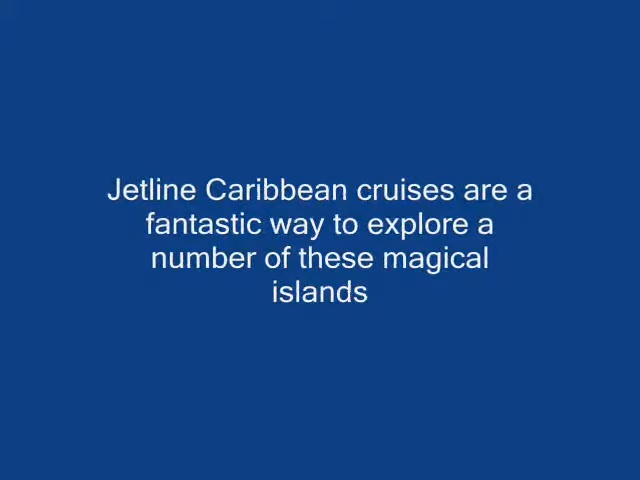 Jetline Caribbean cruises are a
fantastic way to explore a
number of these magical
islands